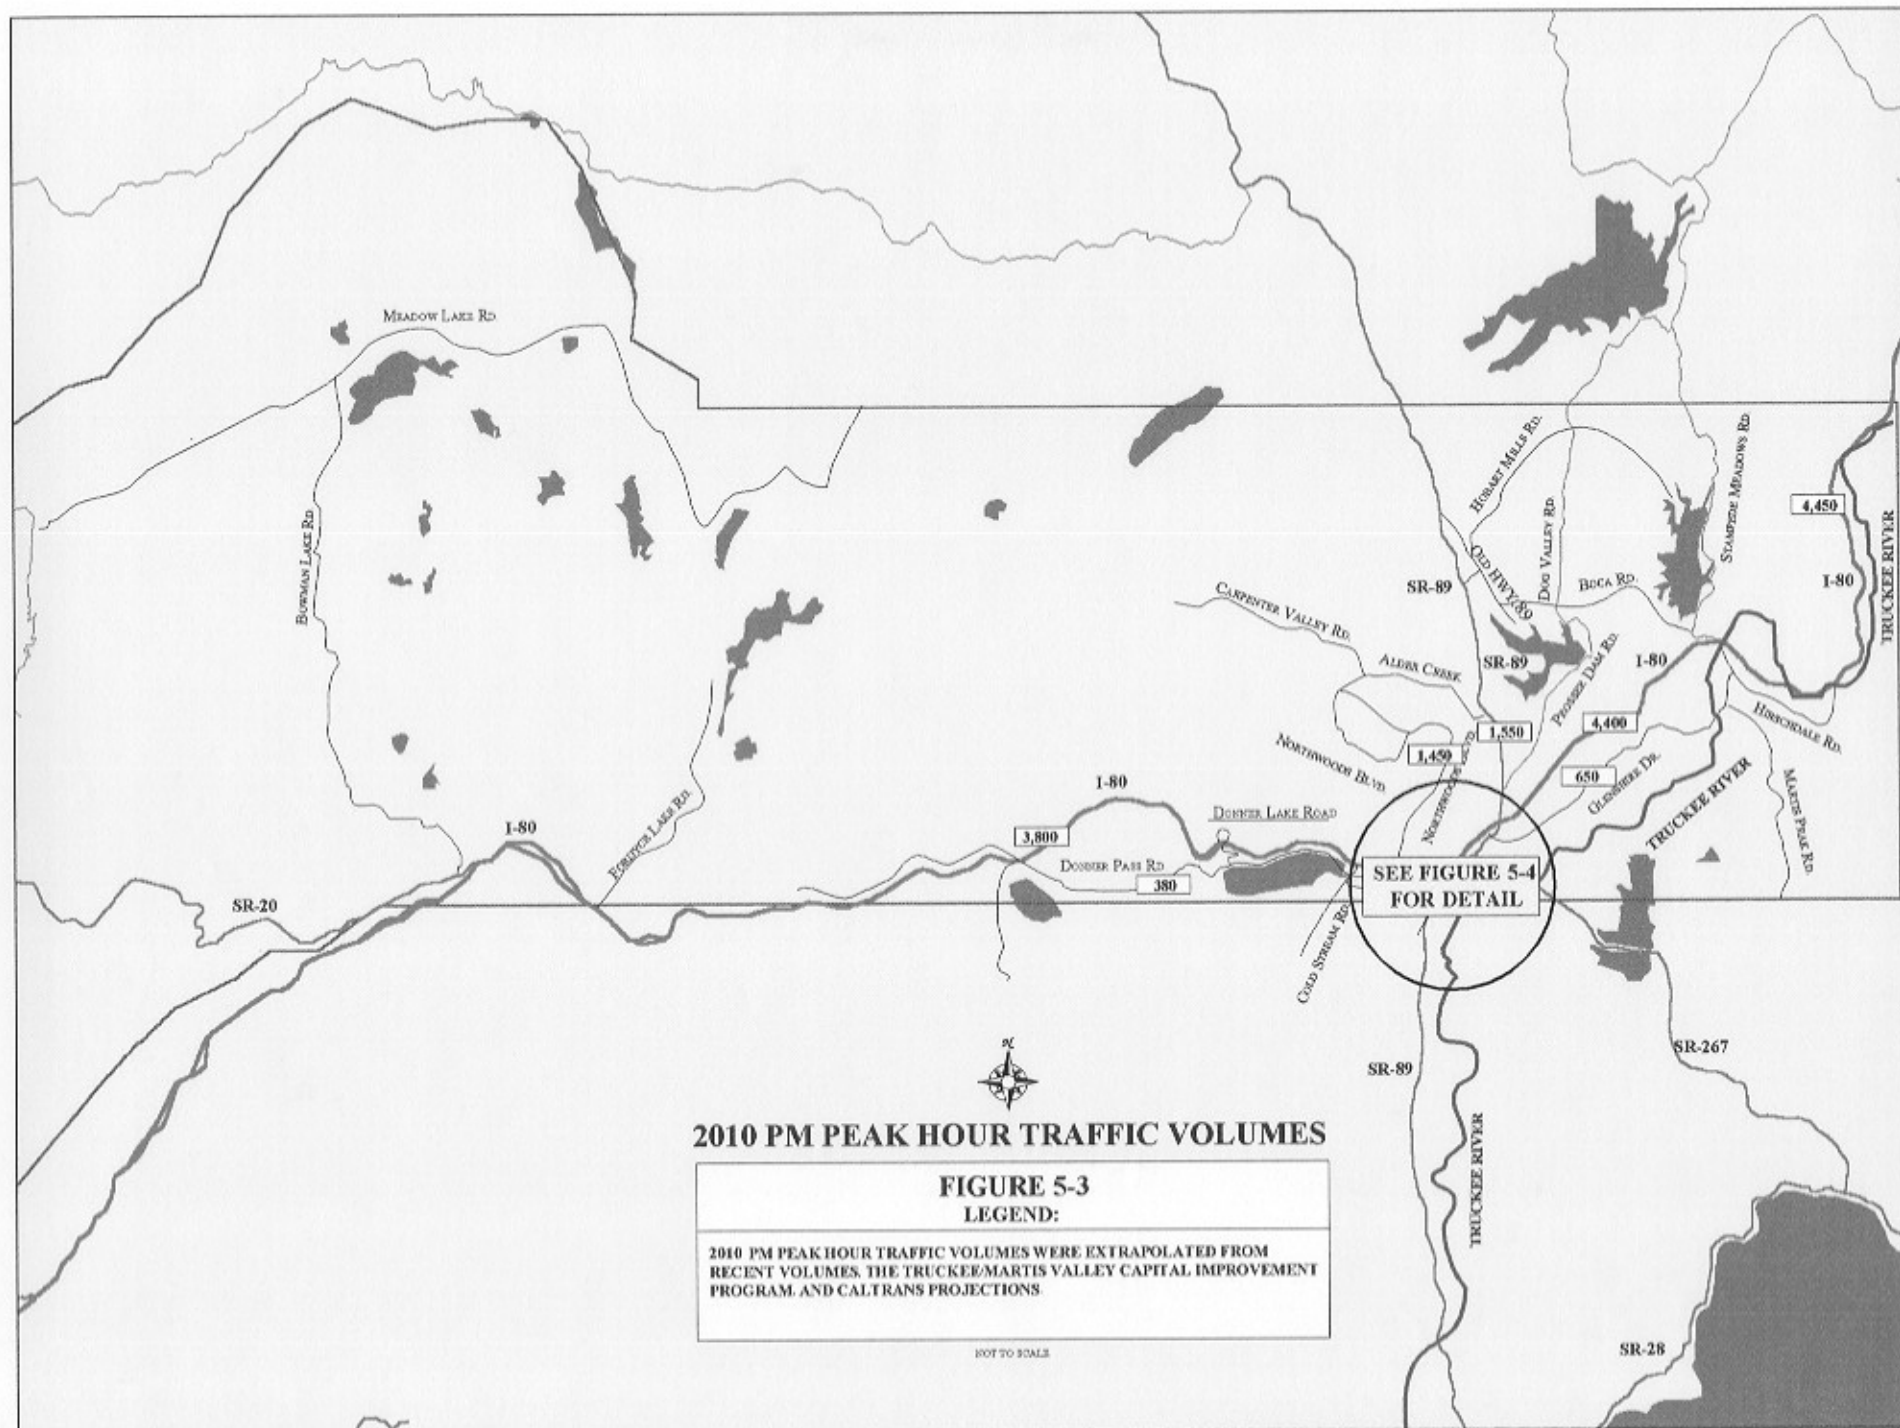 MEADOW LAKE RD.
HOBART MILLS RD.
STAMPEDE MEADOWS RD
4,450
BOWMAN LAKE RD.
DOG VALLEY RD.
TRUCKEE RIVER
OLD HWY. 89
BOCA RD.
I-80
SR-89
CARPENTER VALLEY RD.
ALDER CREEK
SR-89
I-80
PROSSER DAM RD.
4,400
HIRSCHDALE RD.
1,550
NORTHWOODS BLVD.
1,450
NORTHWOODS BLVD.
650
GLENSHIRE DR.
TRUCKEE RIVER
MARTIS PEAK RD.
I-80
FORDYCE LAKE RD.
I-80
DONNER LAKE ROAD
3,800
DONNER PASS RD
380
SEE FIGURE 5-4
FOR DETAIL
SR-20
COLD STREAM RD.
N
SR-267
SR-89
TRUCKEE RIVER
2010 PM PEAK HOUR TRAFFIC VOLUMES
FIGURE 5-3
LEGEND:
2010 PM PEAK HOUR TRAFFIC VOLUMES WERE EXTRAPOLATED FROM
RECENT VOLUMES, THE TRUCKEE/MARTIS VALLEY CAPITAL IMPROVEMENT
PROGRAM, AND CALTRANS PROJECTIONS.
NOT TO SCALE
SR-28